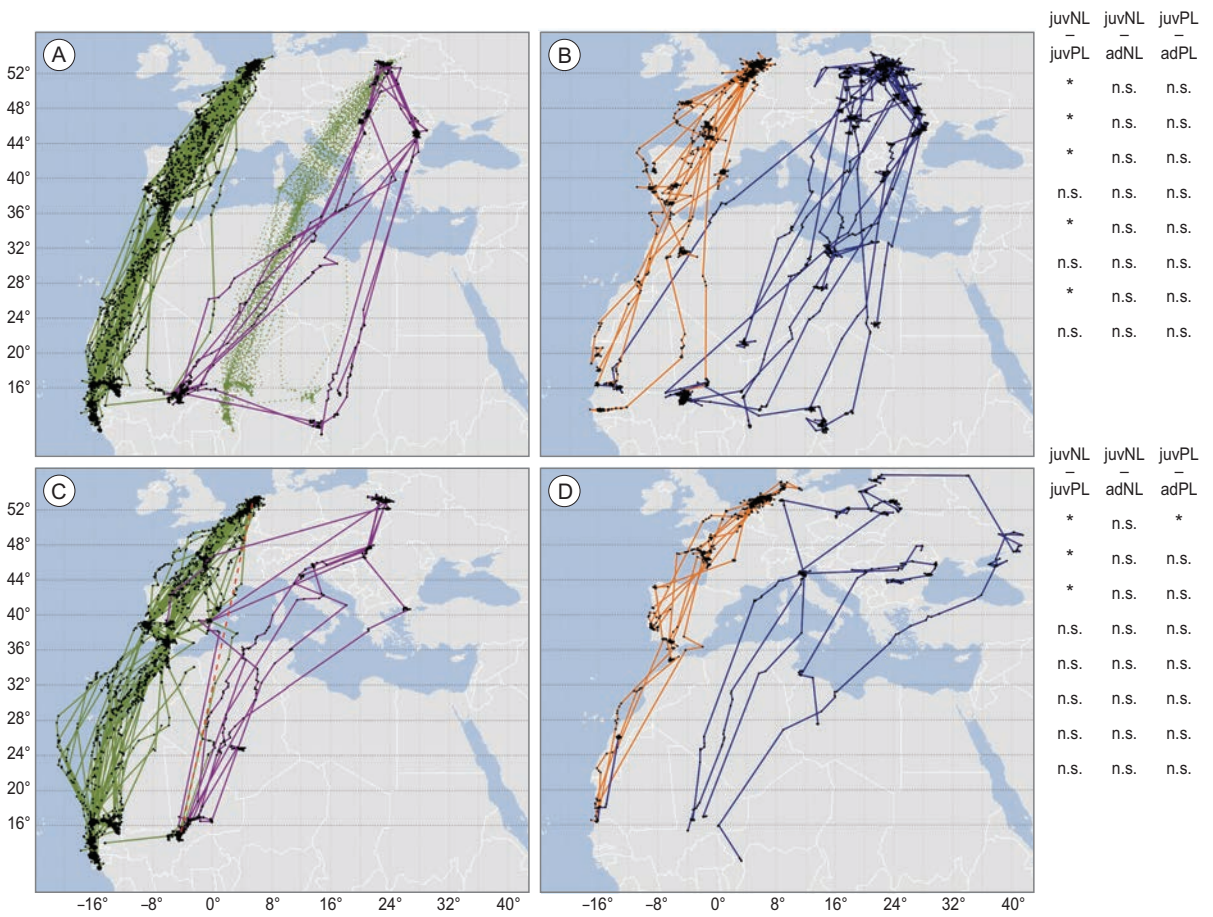 A
B
juvNL juvNL juvPL
– – –
juvPL adNL adPL
52°
48°
44°
40°
36°
32°
28°
24°
20°
16°
* n.s. n.s.
* n.s. n.s.
* n.s. n.s.
n.s. n.s. n.s.
* n.s. n.s.
n.s. n.s. n.s.
* n.s. n.s.
n.s. n.s. n.s.
C
D
juvNL juvNL juvPL
– – –
juvPL adNL adPL
52°
48°
44°
40°
36°
32°
28°
24°
20°
16°
* n.s. *
* n.s. n.s.
* n.s. n.s.
n.s. n.s. n.s.
n.s. n.s. n.s.
n.s. n.s. n.s.
n.s. n.s. n.s.
n.s. n.s. n.s.
−16° −8° 0° 8° 16° 24° 32° 40° −16° −8° 0° 8° 16° 24° 32° 40°